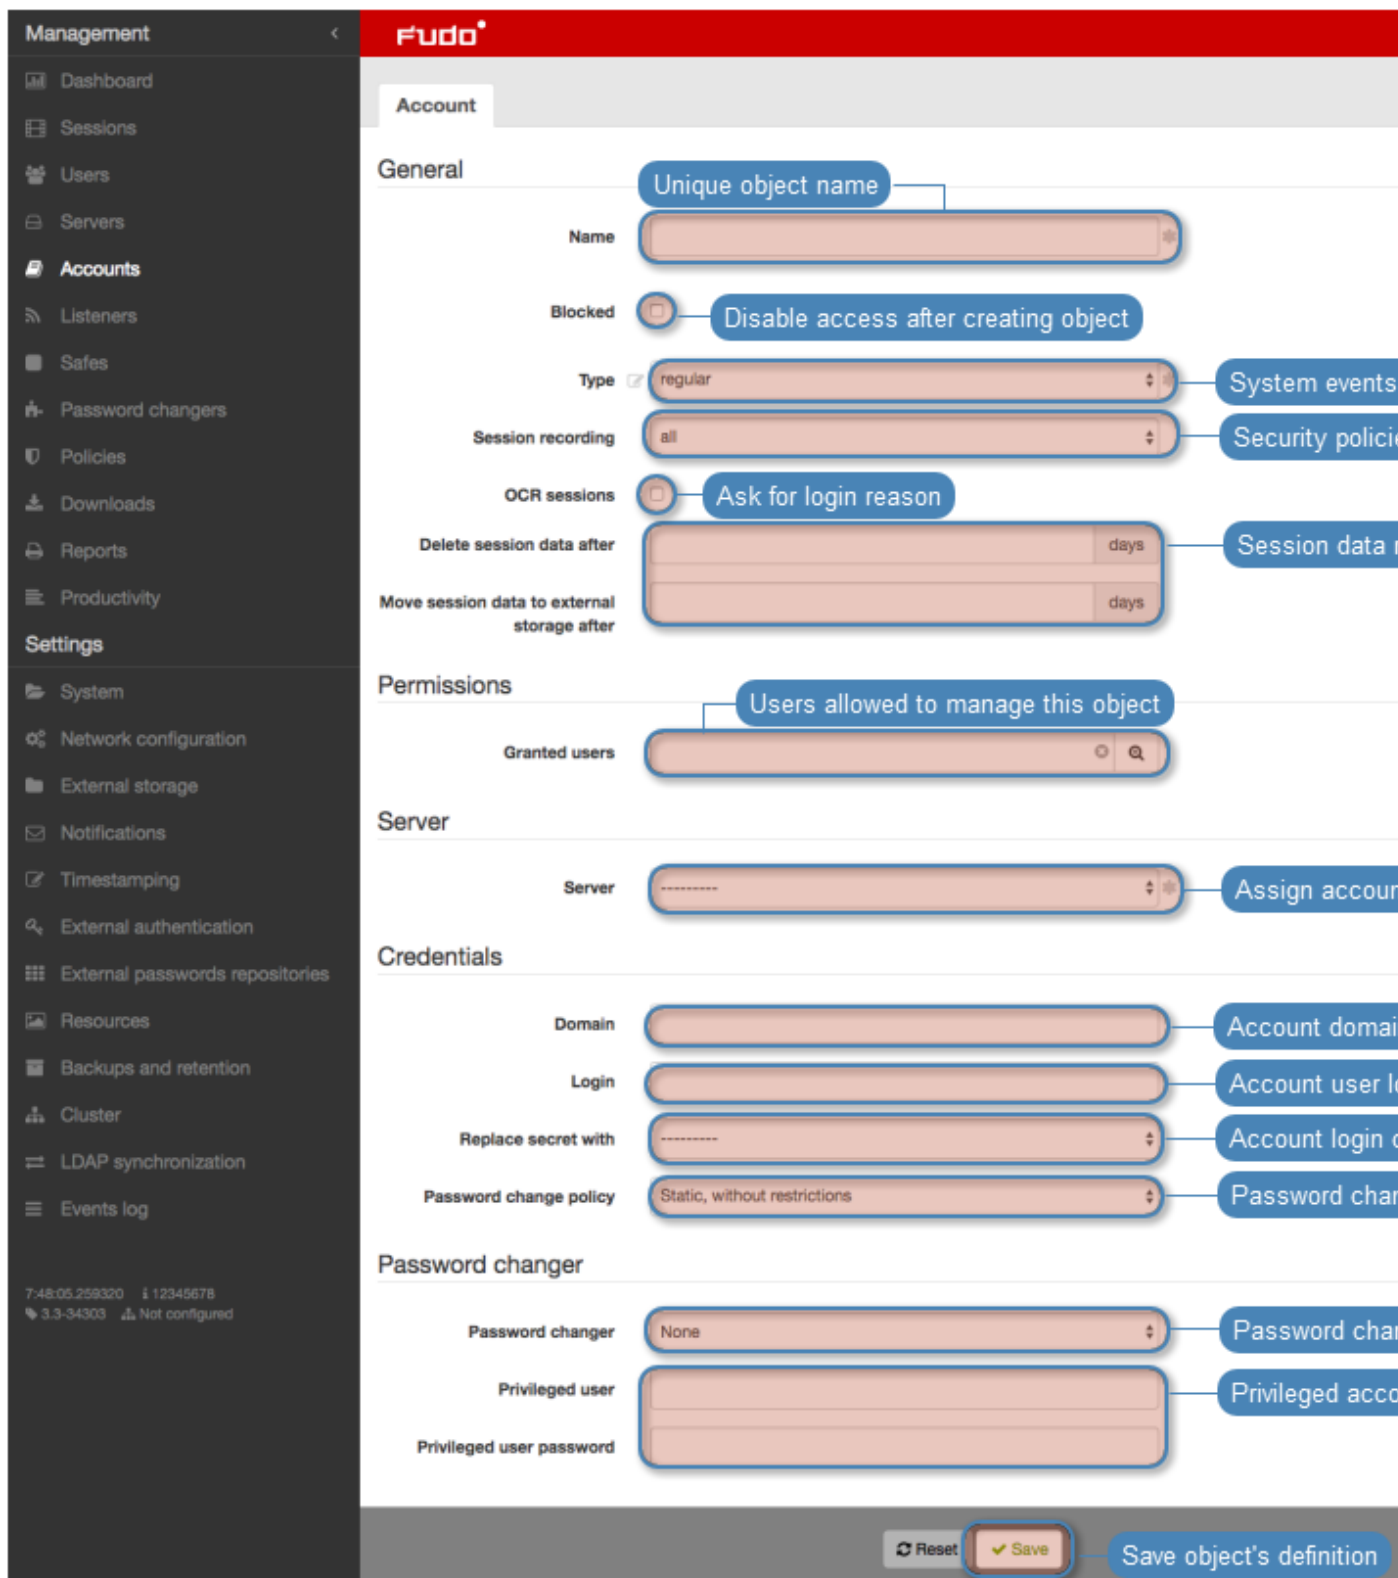 Management
Dashboard
Sessions
Users
Servers
Accounts
Listeners
Safes
Password changers
Policies
Downloads
Reports
Productivity
Settings
System
Network configuration
External storage
Notifications
Timestamping
External authentication
External passwords repositories
Resources
Backups and retention
Cluster
LDAP synchronization
Events log
7:48:05.259320 12345678
3.3-34303 Not configured
FUDO
Account
General
Unique object name
Name
Blocked
Disable access after creating object
Type regular
System events
Session recording all
Security policie
OCR sessions
Ask for login reason
Delete session data after days
Session data
Move session data to external days
storage after
Permissions
Users allowed to manage this object
Granted users
Server
Server ---------
Assign accoun
Credentials
Domain
Account domai
Login
Account user l
Replace secret with ---------
Account login
Password change policy Static, without restrictions
Password chan
Password changer
Password changer None
Password chan
Privileged user
Privileged acco
Privileged user password
Reset
Save
Save object's definition